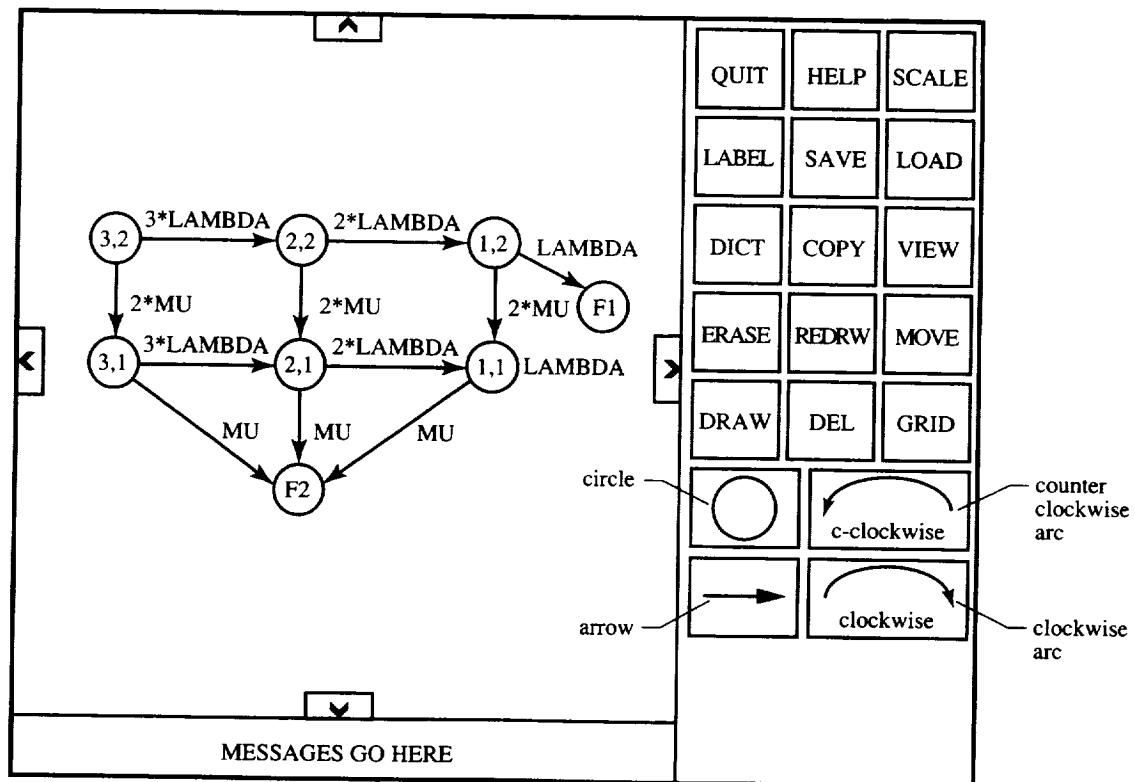 QUIT HELP SCALE
LABEL SAVE LOAD
3,2 3*LAMBDA 2,2 2*LAMBDA 1,2 LAMBDA
DICT COPY VIEW
2*MU 2*MU 2*MU F1
ERASE REDRW MOVE
3,1 3*LAMBDA 2,1 2*LAMBDA 1,1 LAMBDA
DRAW DEL GRID
MU MU MU
F2
circle
c-clockwise
counter
clockwise
arc
arrow
clockwise
clockwise
arc
MESSAGES GO HERE